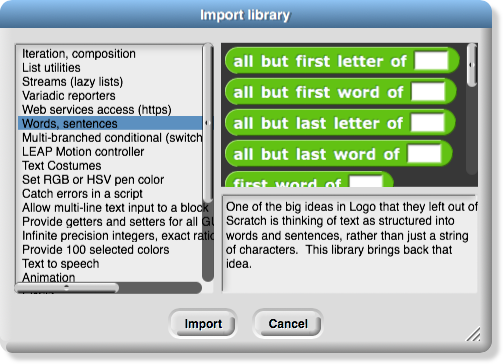 Import library
Iteration, composition
List utilities
Streams (lazy lists)
Variadic reporters
Web services access (https)
Words, sentences
Multi-branched conditional (switch
LEAP Motion controller
Text Costumes
Set RGB or HSV pen color
Catch errors in a script
Allow multi-line text input to a block
Provide getters and setters for all GU
Infinite precision integers, exact ratio
Provide 100 selected colors
Text to speech
Animation
all but first letter of
all but first word of
all but last letter of
all but last word of
first word of
One of the big ideas in Logo that they left out of
Scratch is thinking of text as structured into
words and sentences, rather than just a string
of characters. This library brings back that
idea.
Import
Cancel